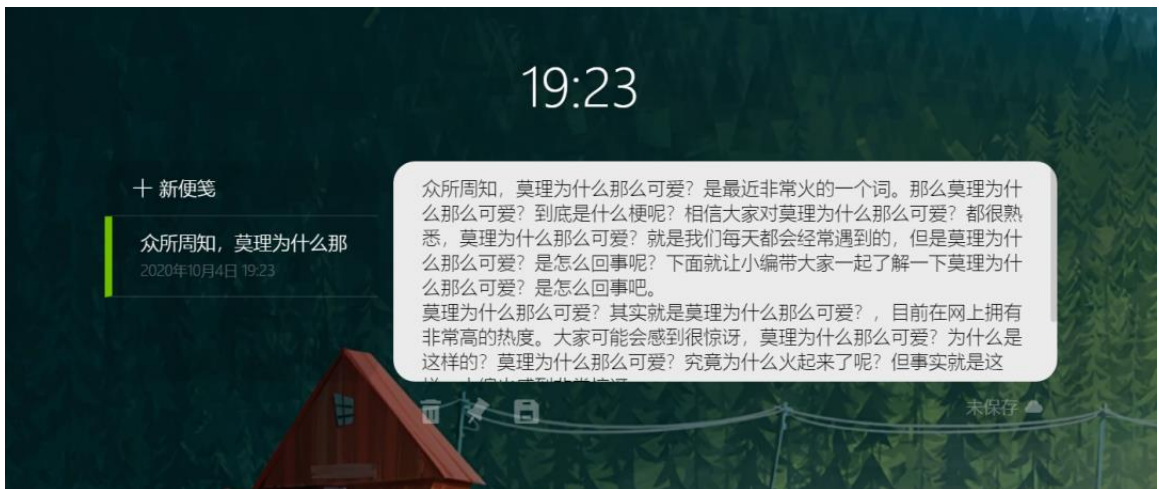 19:23
十 新便笺
众所周知，莫理为什么那
2020年10月4日 19:23
众所周知，莫理为什么那么可爱？是最近非常火的一个词。那么莫理为什
么那么可爱？到底是什么梗呢？相信大家对莫理为什么那么可爱？都很熟
悉，莫理为什么那么可爱？就是我们每天都会经常遇到的，但是莫理为什
么那么可爱？是怎么回事呢？下面就让小编带大家一起了解一下莫理为什
么那么可爱？是怎么回事吧。
莫理为什么那么可爱？其实就是莫理为什么那么可爱？，目前在网上拥有
非常高的热度。大家可能会感到很惊讶，莫理为什么那么可爱？为什么是
这样的？莫理为什么那么可爱？究竟为什么火起来了呢？但事实就是这
未保存